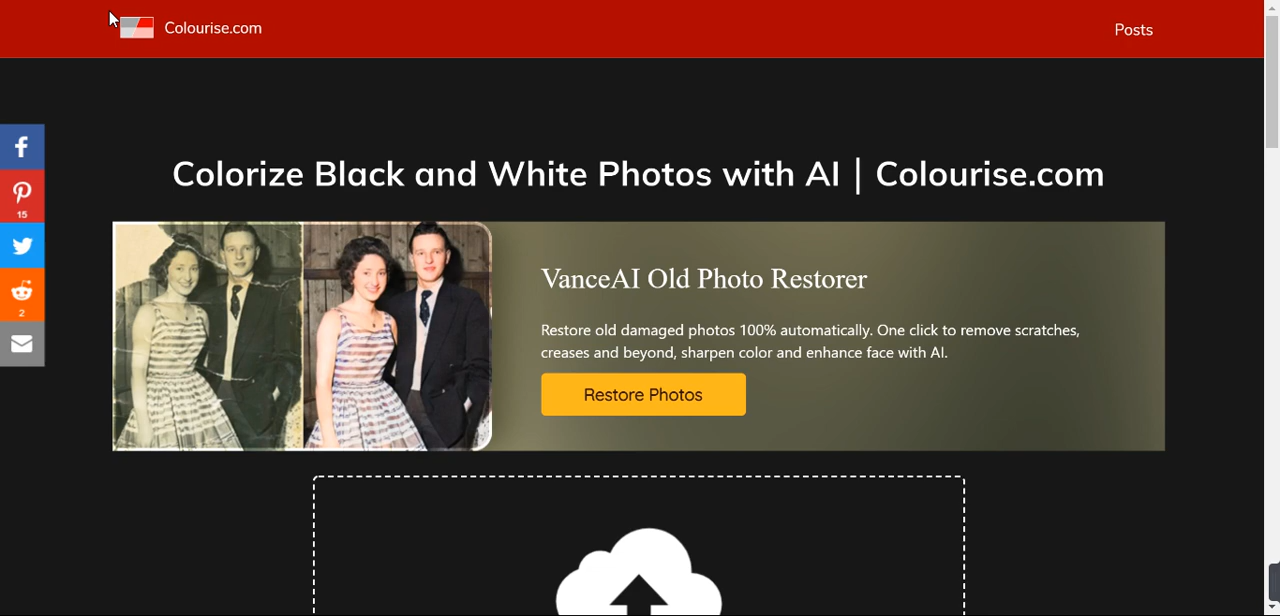 Colourise.com
Posts
Colorize Black and White Photos with AI | Colourise.com
VanceAI Old Photo Restorer
Restore old damaged photos 100% automatically. One click to remove scratches,
creases and beyond, sharpen color and enhance face with AI.
Restore Photos
15
2